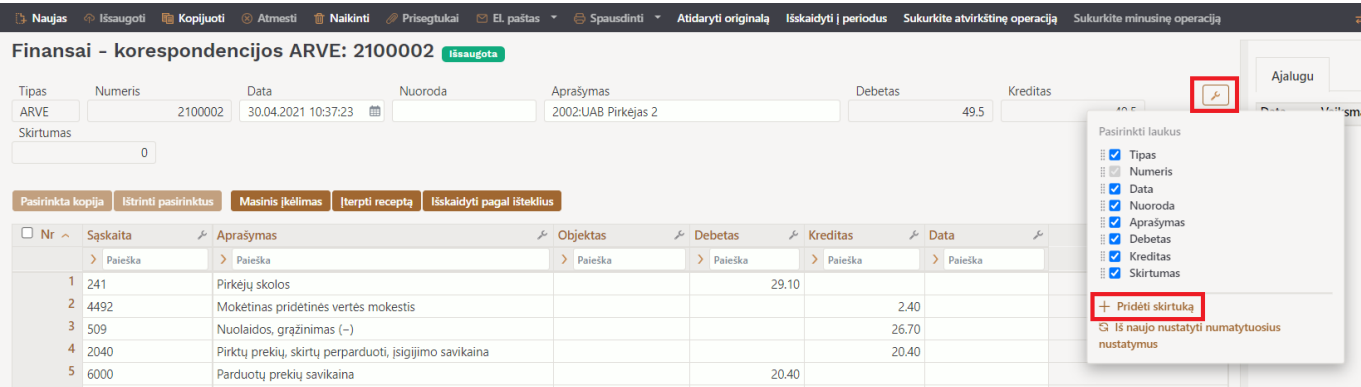 Naujas Išsaugoti Kopijuoti Atmesti Naikinti Prisegtukai El. paštas Spausdinti Atidaryti originalą Išskaidyti į periodus Sukurkite atvirkštinę operaciją Sukurkite minusinę operaciją
Finansai - korespondencijos ARVE: 2100002 Išsaugota
Ajalugu
Tipas Numeris Data Nuoroda Aprašymas Debetas Kreditas
ARVE 2100002 30.04.2021 10:37:23 2002:UAB Pirkėjas 2 49.5
Skirtumas
0
Pasirinkti laukus
Tipas
Numeris
Data
Nuoroda
Aprašymas
Debetas
Kreditas
Skirtumas
+ Pridėti skirtuką
Iš naujo nustatyti numatytuosius
nustatymus
Pasirinkta kopija Ištrinti pasirinktus Masinis įkėlimas Įterpti receptą Išskaidyti pagal išteklius
Nr Sąskaita Aprašymas Objektas Debetas Kreditas Data
Paieška Paieška Paieška Paieška Paieška Paieška
1 241 Pirkėjų skolos 29.10
2 4492 Mokėtinas pridėtinės vertės mokestis 2.40
3 509 Nuolaidos, grąžinimas (–) 26.70
4 2040 Pirktų prekių, skirtų perparduoti, įsigijimo savikaina 20.40
5 6000 Parduotų prekių savikaina 20.40